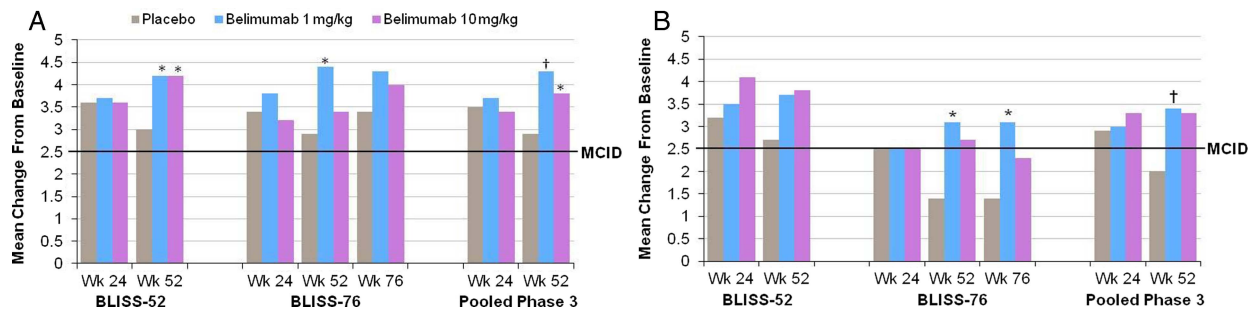 A
Placebo Belimumab 1 mg/kg Belimumab 10 mg/kg
Mean Change From Baseline
5
4.5
4
3.5
3
2.5
2
1.5
1
0.5
0
* *
*
†
*
MCID
Wk 24 Wk 52 Wk 24 Wk 52 Wk 76 Wk 24 Wk 52
BLISS-52 BLISS-76 Pooled Phase 3
B
Mean Change From Baseline
5
4.5
4
3.5
3
2.5
2
1.5
1
0.5
0
* * †
MCID
Wk 24 Wk 52 Wk 24 Wk 52 Wk 76 Wk 24 Wk 52
BLISS-52 BLISS-76 Pooled Phase 3